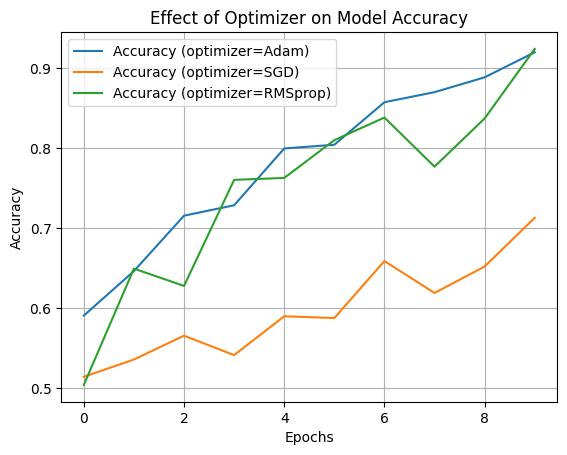 Effect of Optimizer on Model Accuracy
Accuracy (optimizer=Adam)
Accuracy (optimizer=SGD)
Accuracy (optimizer=RMSprop)
Accuracy
0.9
0.8
0.7
0.6
0.5
0 2 4 6 8
Epochs